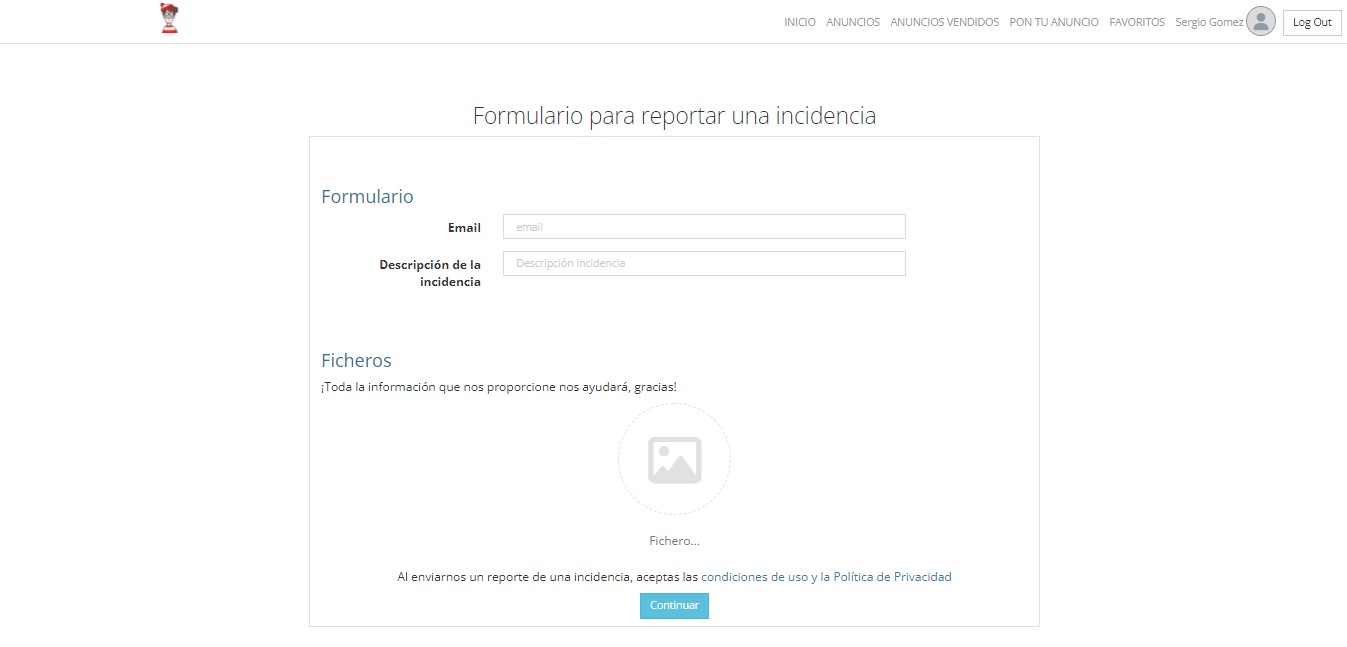 INICIO ANUNCIOS ANUNCIOS VENDIDOS PON TU ANUNCIO FAVORITOS Sergio Gomez Log Out
Formulario para reportar una incidencia
Formulario
Email email
Descripción de la Descripción incidencia
incidencia
Ficheros
¡Toda la información que nos proporcione nos ayudará, gracias!
Fichero...
Al enviarnos un reporte de una incidencia, aceptas las condiciones de uso y la Política de Privacidad
Continuar